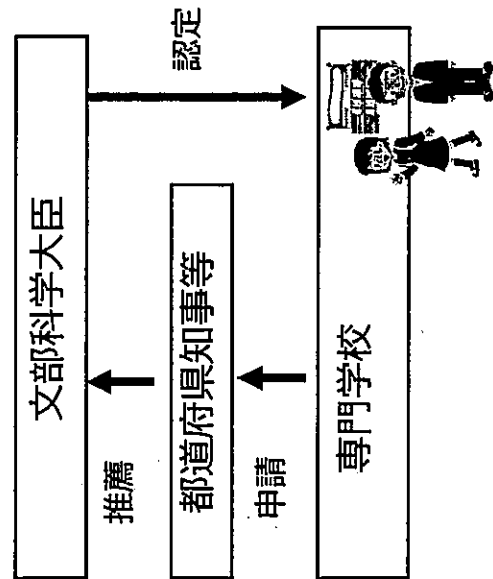 文部科学大臣
推薦
認定
都道府県知事等
申請
専門学校